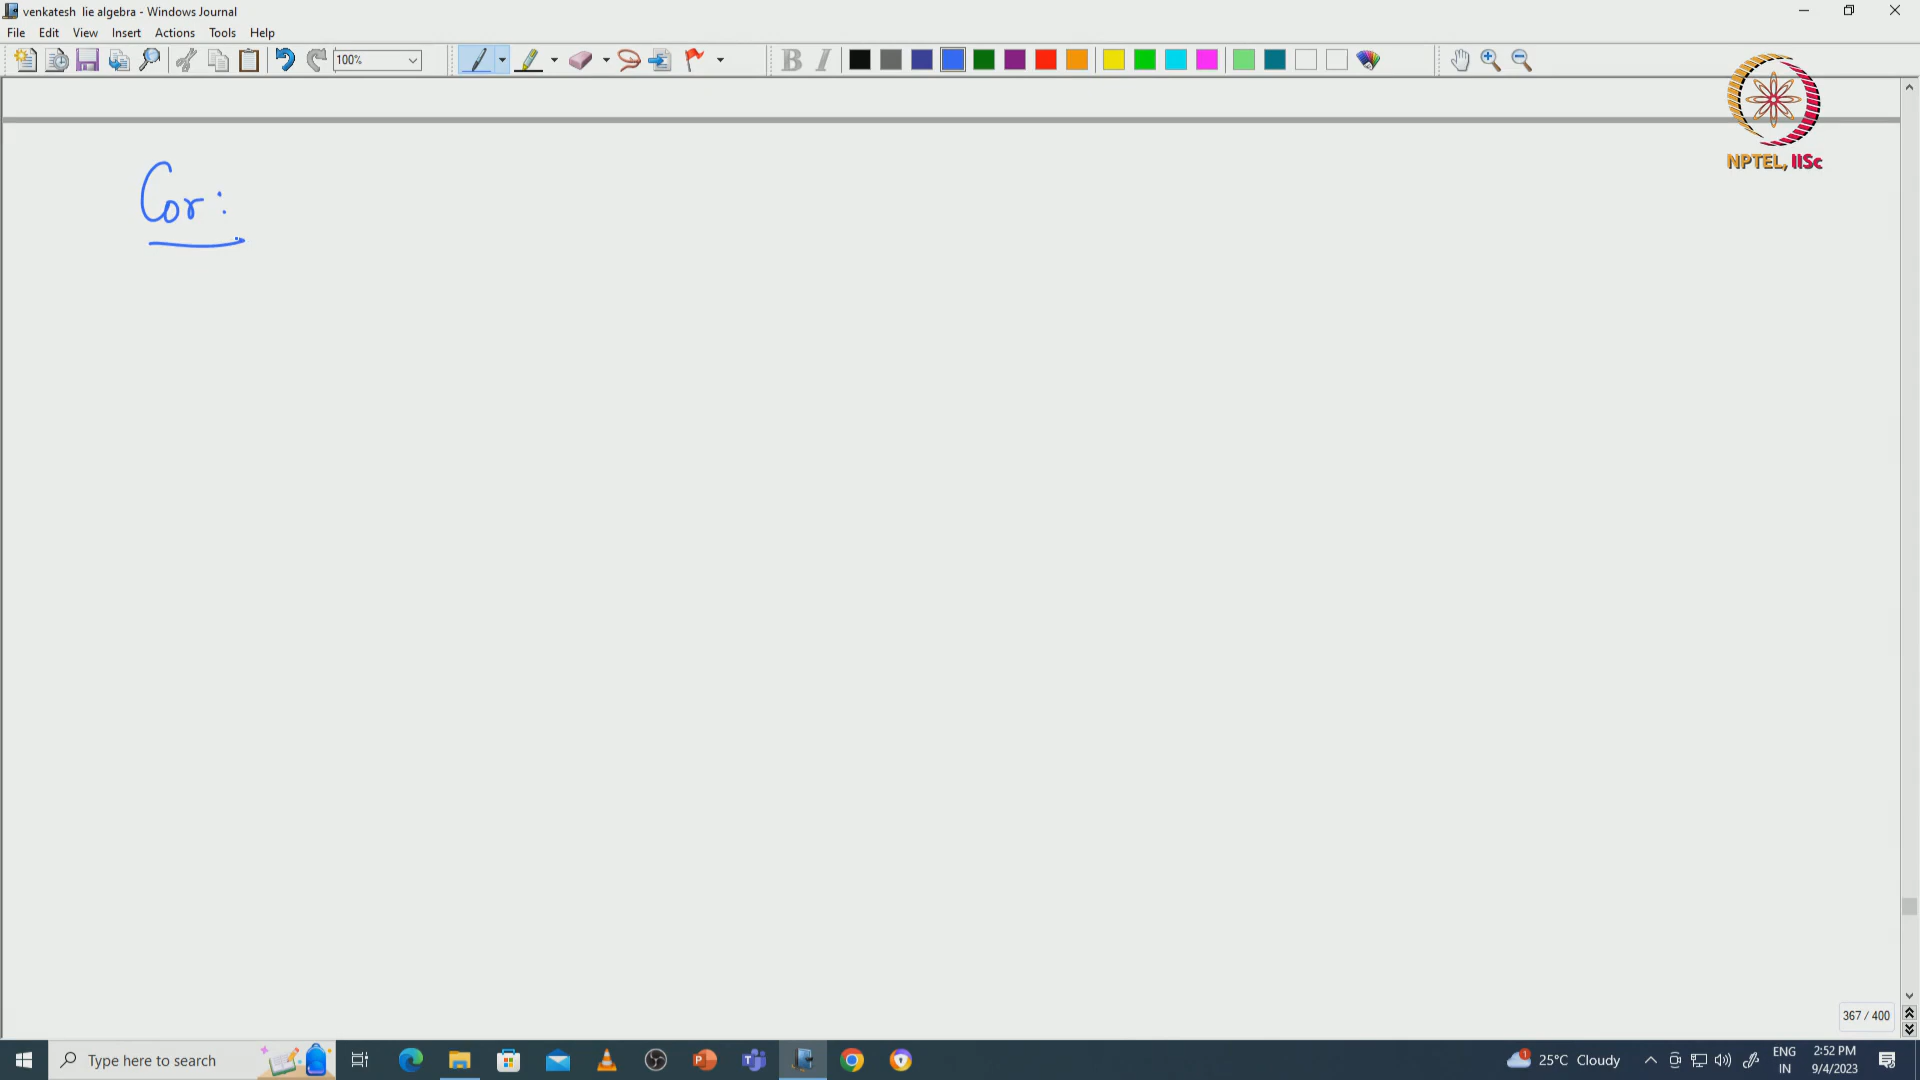 venkatesh lie algebra - Windows Journal
File Edit View Insert Actions Tools Help
100%
B I
NPTEL, IISc
Cor:
367 / 400
Type here to search
1
25°C Cloudy
ENG
IN
2:52 PM
9/4/2023